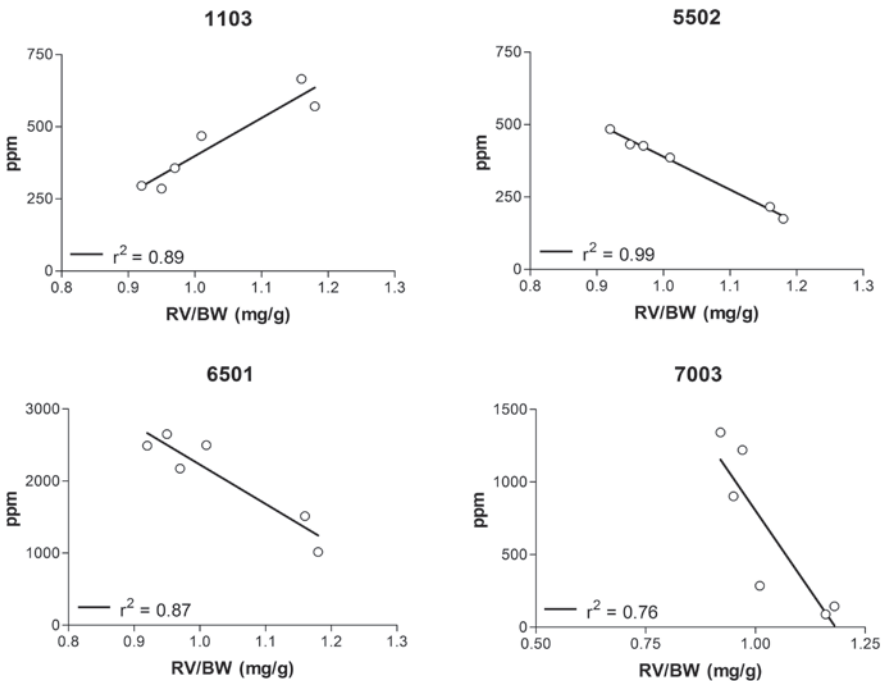 1103
750
500
250
0
ppm
r² = 0.89
0.8 0.9 1.0 1.1 1.2 1.3
RV/BW (mg/g)
5502
750
500
250
0
ppm
r² = 0.99
0.8 0.9 1.0 1.1 1.2 1.3
RV/BW (mg/g)
6501
3000
2000
1000
0
ppm
r² = 0.87
0.8 0.9 1.0 1.1 1.2 1.3
RV/BW (mg/g)
7003
1500
1000
500
0
ppm
r² = 0.76
0.50 0.75 1.00 1.25
RV/BW (mg/g)